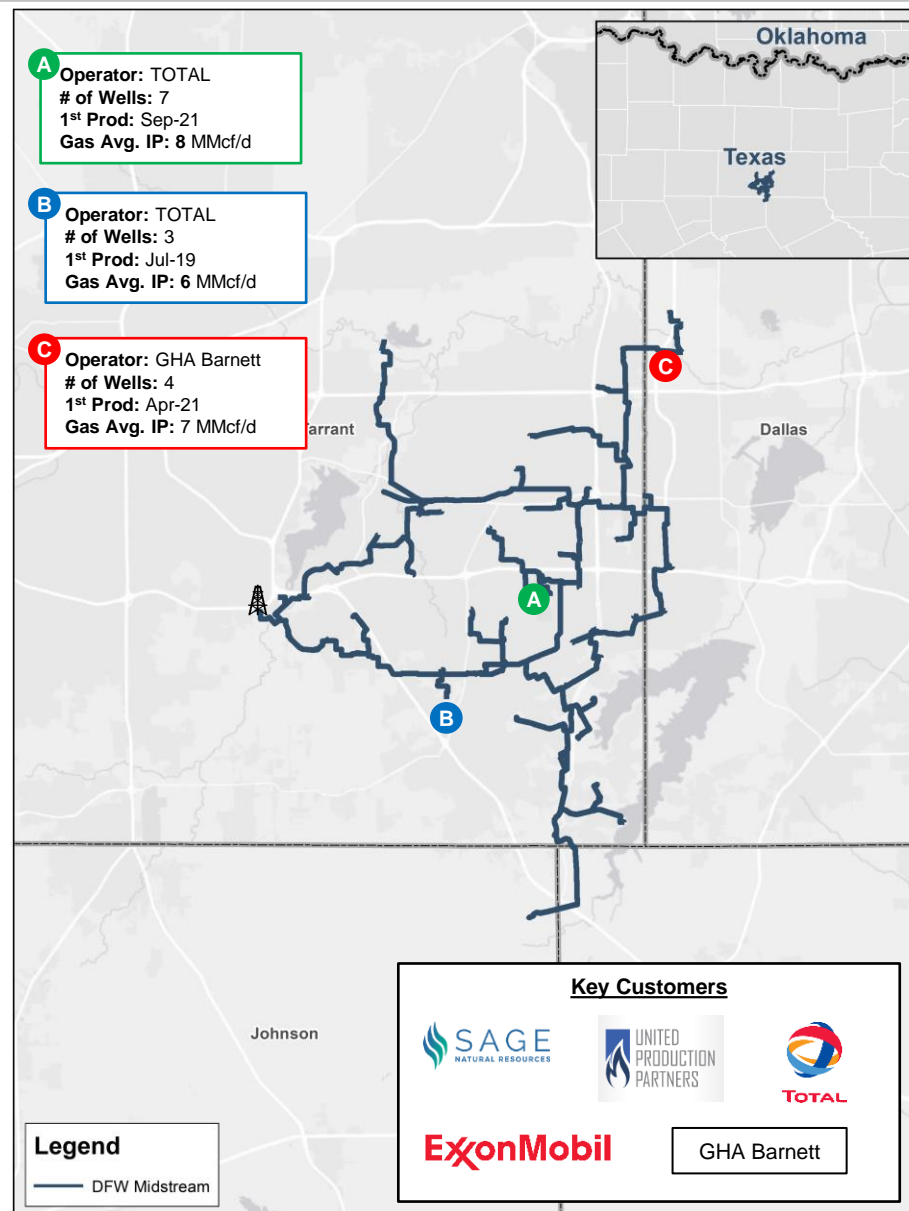 A
Operator: TOTAL
# of Wells: 7
1st Prod: Sep-21
Gas Avg. IP: 8 MMcf/d
B
Operator: TOTAL
# of Wells: 3
1st Prod: Jul-19
Gas Avg. IP: 6 MMcf/d
C
Operator: GHA Barnett
# of Wells: 4
1st Prod: Apr-21
Gas Avg. IP: 7 MMcf/d
Oklahoma
Texas
C
arrant
Dallas
A
B
Johnson
Key Customers
SAGE
NATURAL RESOURCES
UNITED
PRODUCTION
PARTNERS
TOTAL
ExxonMobil
GHA Barnett
Legend
DFW Midstream